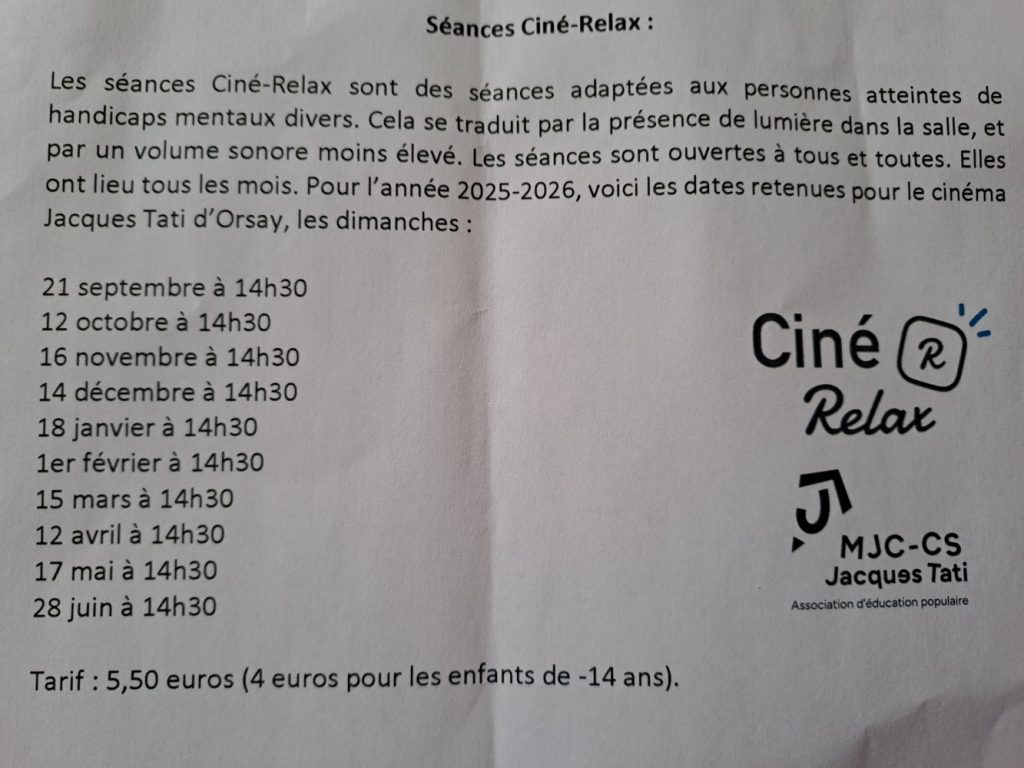 Séances Ciné-Relax :
Les séances Ciné-Relax sont des séances adaptées aux personnes atteintes de
handicaps mentaux divers. Cela se traduit par la présence de lumière dans la salle, et
par un volume sonore moins élevé. Les séances sont ouvertes à tous et toutes. Elles
ont lieu tous les mois. Pour l'année 2025-2026, voici les dates retenues pour le cinéma
Jacques Tati d'Orsay, les dimanches :
21 septembre à 14h30
12 octobre à 14h30
16 novembre à 14h30
14 décembre à 14h30
18 janvier à 14h30
1er février à 14h30
15 mars à 14h30
12 avril à 14h30
17 mai à 14h30
28 juin à 14h30
Ciné R
Relax
MJC-CS
Jacques Tati
Association d'éducation populaire
Tarif : 5,50 euros (4 euros pour les enfants de -14 ans).